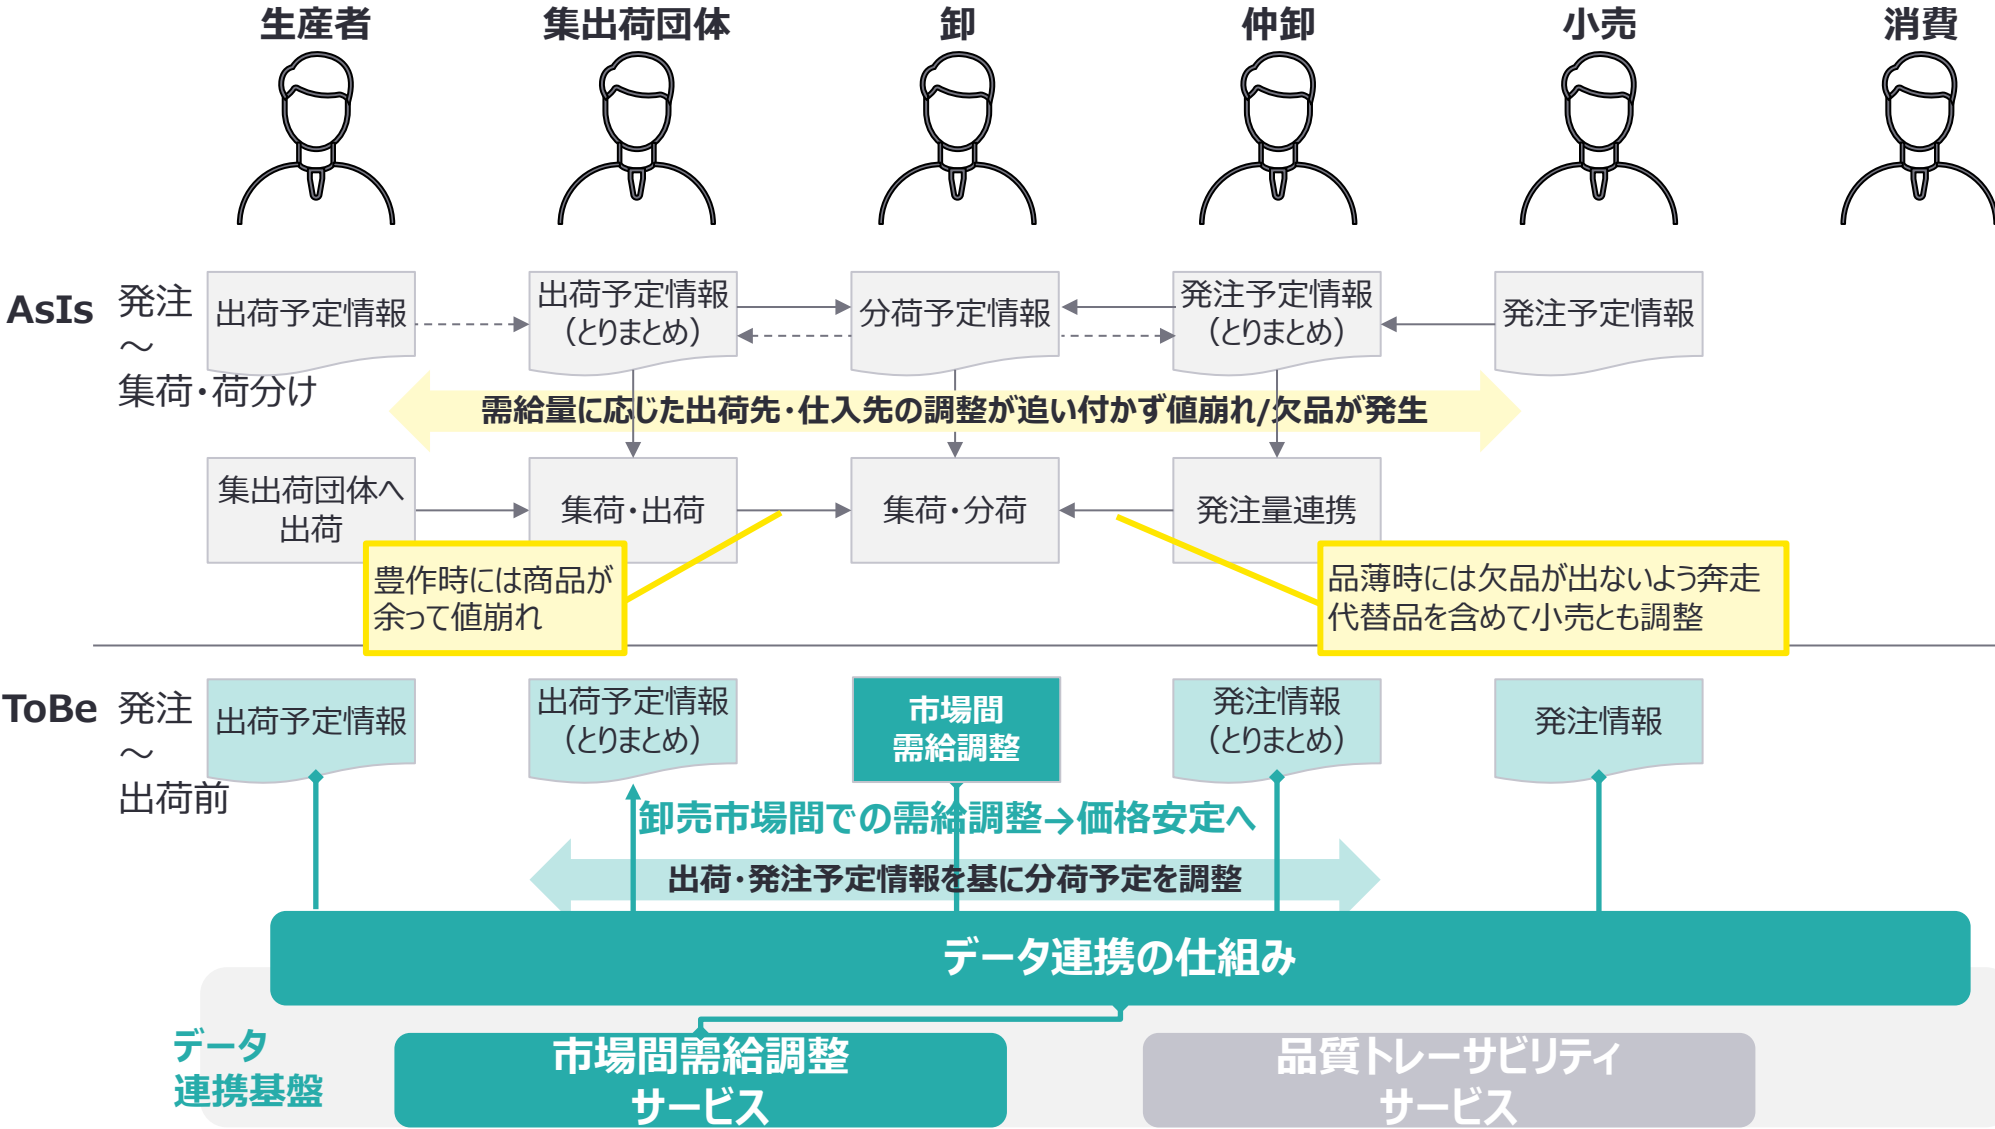 生産者
集出荷団体
卸
仲卸
小売
消費
AsIs
発注
～
集荷・荷分け
出荷予定情報
出荷予定情報
（とりまとめ）
分荷予定情報
発注予定情報
（とりまとめ）
発注予定情報
需給量に応じた出荷先・仕入先の調整が追い付かず値崩れ/欠品が発生
集出荷団体へ
出荷
集荷・出荷
集荷・分荷
発注量連携
豊作時には商品が
余って値崩れ
品薄時には欠品が出ないよう奔走
代替品を含めて小売とも調整
ToBe
発注
～
出荷前
出荷予定情報
出荷予定情報
（とりまとめ）
市場間
需給調整
発注情報
（とりまとめ）
発注情報
卸売市場間での需給調整→価格安定へ
出荷・発注予定情報を基に分荷予定を調整
データ連携の仕組み
データ
連携基盤
市場間需給調整
サービス
品質トレーサビリティ
サービス